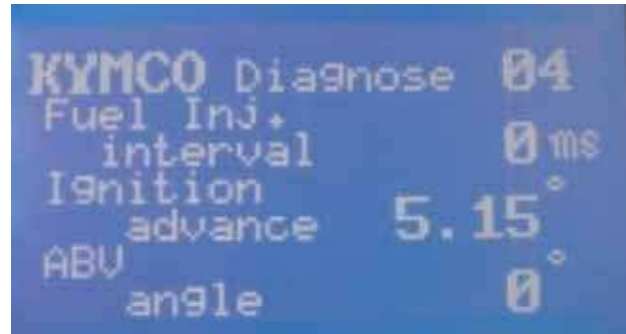 KYMCO Diagnose 04
Fuel Inj.
interval 0 ms
Ignition
advance 5.15°
ABV
angle 0°